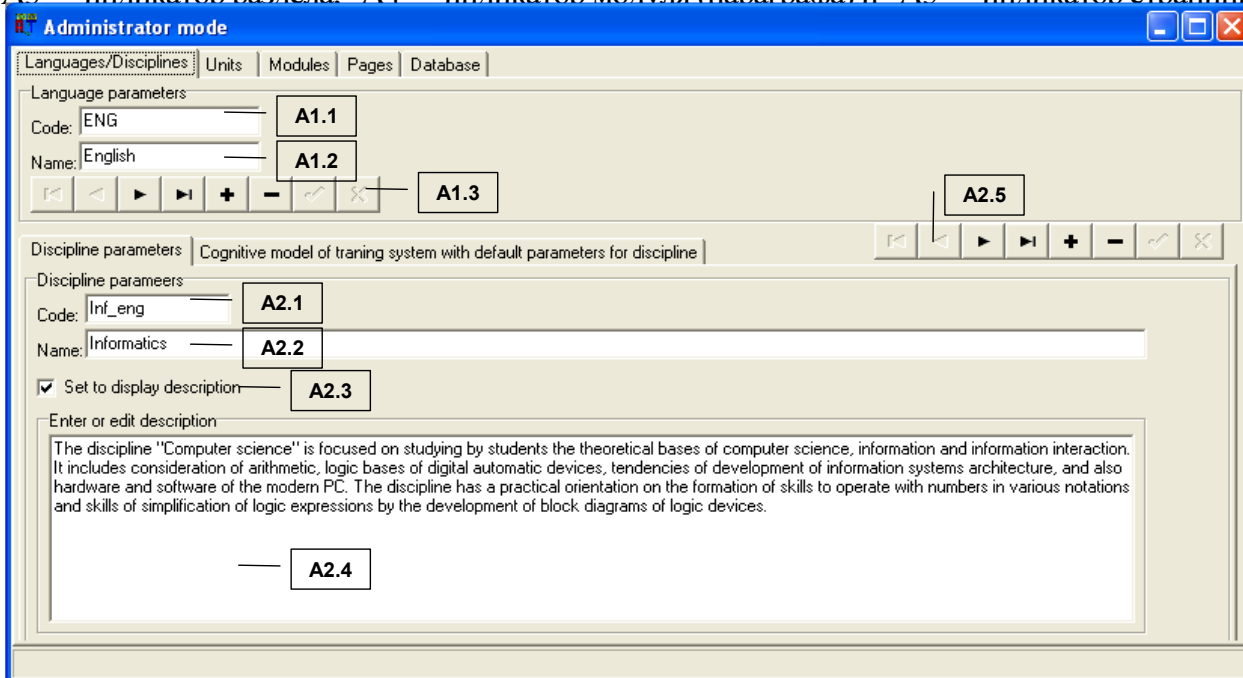 Administrator mode
Languages/Disciplines Units Modules Pages Database
Language parameters
Code: ENG A1.1
Name: English A1.2
A1.3
A2.5
Discipline parameters Cognitive model of traning system with default parameters for discipline
Discipline parameers
Code: Inf_eng A2.1
Name: Informatics A2.2
Set to display description A2.3
Enter or edit description
The discipline "Computer science" is focused on studying by students the theoretical bases of computer science, information and information interaction.
It includes consideration of arithmetic, logic bases of digital automatic devices, tendencies of development of information systems architecture, and also
hardware and software of the modern PC. The discipline has a practical orientation on the formation of skills to operate with numbers in various notations
and skills of simplification of logic expressions by the development of block diagrams of logic devices.
A2.4